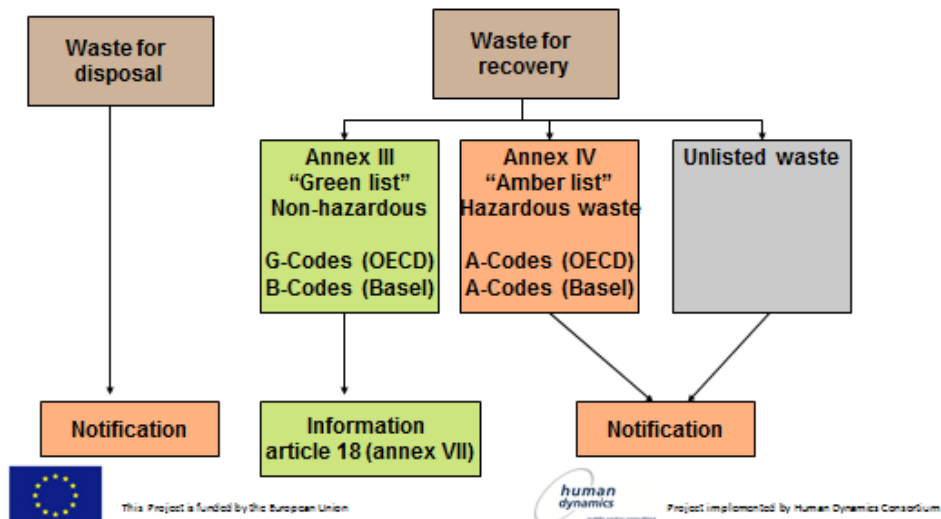 Waste for
disposal
Waste for
recovery
Annex III
“Green list”
Non-hazardous
G-Codes (OECD)
B-Codes (Basel)
Annex IV
“Amber list”
Hazardous waste
A-Codes (OECD)
A-Codes (Basel)
Unlisted waste
Notification
Information
article 18 (annex VII)
Notification
This Project is funded by the European Union
human
dynamics
Project implemented by Human Dynamics Consortium